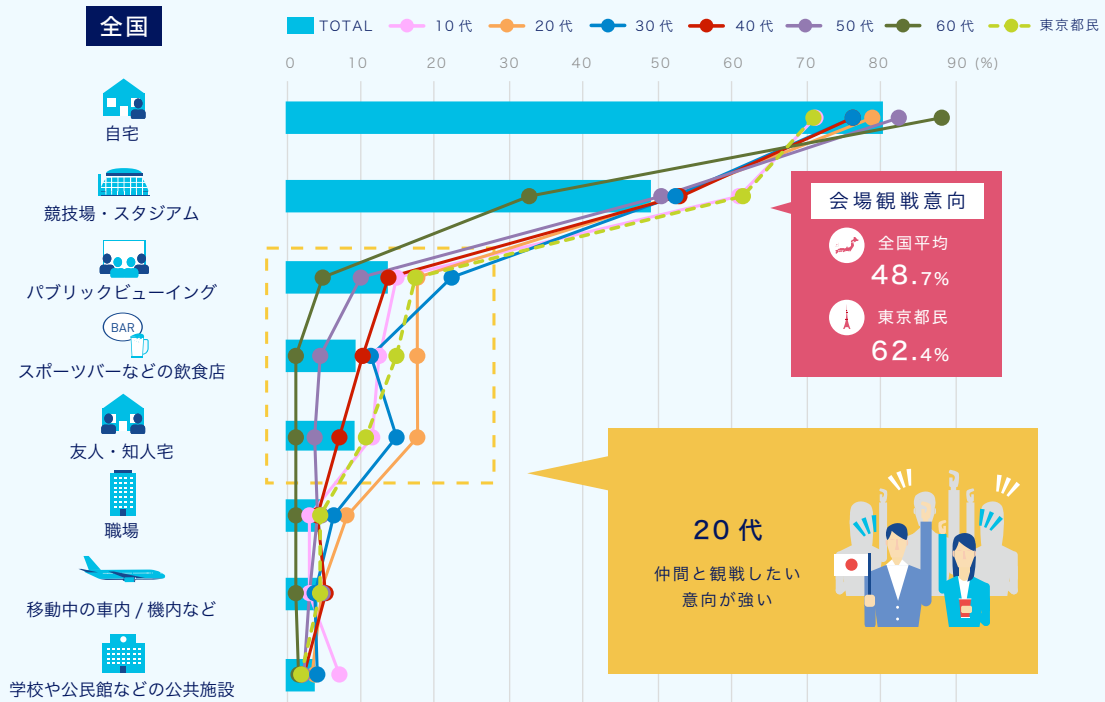 全国
TOTAL 10代 20代 30代 40代 50代 60代 東京都民
0 10 20 30 40 50 60 70 80 90 (%)
自宅
競技場・スタジアム
会場観戦意向
全国平均
48.7%
東京都民
62.4%
パブリックビューイング
BAR
スポーツバーなどの飲食店
友人・知人宅
職場
移動中の車内 / 機内など
学校や公民館などの公共施設
20代
仲間と観戦したい
意向が強い